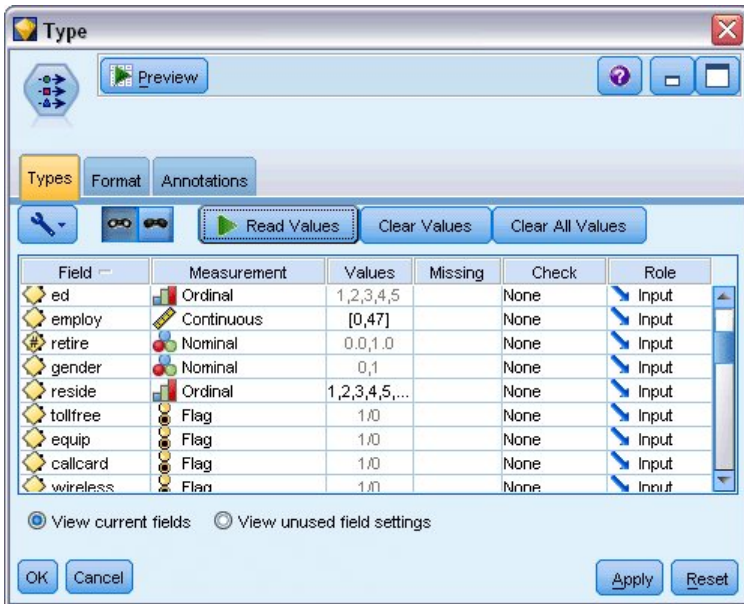 Type
Preview
Types Format Annotations
Read Values Clear Values Clear All Values
Field Measurement Values Missing Check Role
ed Ordinal 1,2,3,4,5 None Input
employ Continuous [0,47] None Input
retire Nominal 0.0,1.0 None Input
gender Nominal 0,1 None Input
reside Ordinal 1,2,3,4,5,... None Input
tollfree Flag 1/0 None Input
equip Flag 1/0 None Input
callcard Flag 1/0 None Input
wireless Flag 1/0 None Input
View current fields View unused field settings
OK Cancel Apply Reset